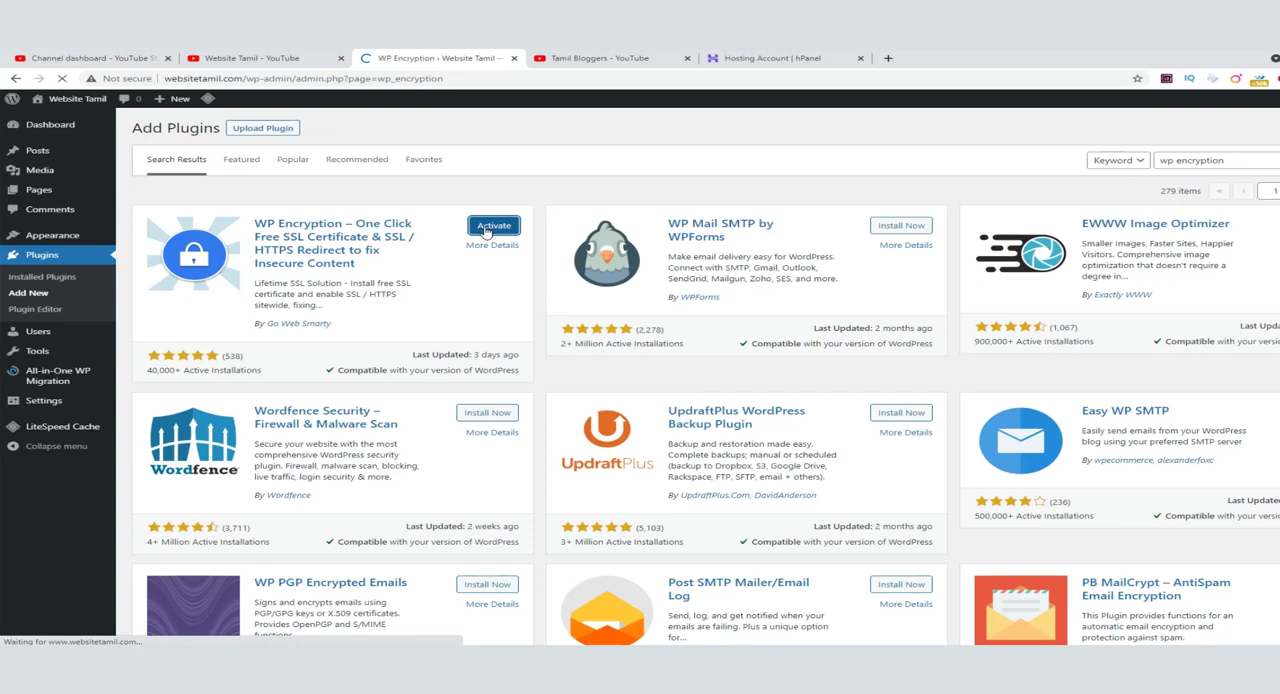 Channel dashboard - YouTube St
Website Tamil - YouTube
WP Encryption ‹ Website Tamil —
Tamil Bloggers - YouTube
Hosting Account | hPanel
Not secure | websitetamil.com/wp-admin/admin.php?page=wp_encryption
Website Tamil 0 New
Dashboard
Posts
Media
Pages
Comments
Appearance
Plugins
Installed Plugins
Add New
Plugin Editor
Users
Tools
All-in-One WP
Migration
Settings
LiteSpeed Cache
Collapse menu
Add Plugins Upload Plugin
Search Results Featured Popular Recommended Favorites Keyword wp encryption
279 items « ‹ 1
WP Encryption – One Click
Free SSL Certificate & SSL /
HTTPS Redirect to fix
Insecure Content
Activate
More Details
Lifetime SSL Solution - Install free SSL
certificate and enable SSL / HTTPS
sitewide, fixing...
By Go Web Smarty
(538)
Last Updated: 3 days ago
40,000+ Active Installations
Compatible with your version of WordPress
WP Mail SMTP by
WPForms
Install Now
More Details
Make email delivery easy for WordPress.
Connect with SMTP, Gmail, Outlook,
SendGrid, Mailgun, Zoho, SES, and more.
By WPForms
(2,278)
Last Updated: 2 months ago
2+ Million Active Installations
Compatible with your version of WordPress
EWWW Image Optimizer
Smaller Images, Faster Sites, Happier
Visitors. Comprehensive image
optimization that doesn't require a
degree in...
By Exactly WWW
(1,067)
Last Upda
900,000+ Active Installations
Compatible with your versi
Wordfence
Wordfence Security –
Firewall & Malware Scan
Install Now
More Details
Secure your website with the most
comprehensive WordPress security
plugin. Firewall, malware scan, blocking,
live traffic, login security & more.
By Wordfence
(3,711)
Last Updated: 2 weeks ago
4+ Million Active Installations
Compatible with your version of WordPress
UpdraftPlus
UpdraftPlus WordPress
Backup Plugin
Install Now
More Details
Backup and restoration made easy.
Complete backups; manual or scheduled
(backup to Dropbox, S3, Google Drive,
Rackspace, FTP, SFTP, email + others).
By UpdraftPlus.Com, DavidAnderson
(5,103)
Last Updated: 2 months ago
3+ Million Active Installations
Compatible with your version of WordPress
Easy WP SMTP
Easily send emails from your WordPress
blog using your preferred SMTP server
By wpecommerce, alexanderfoxc
(236)
Last Update
500,000+ Active Installations
Compatible with your versi
WP PGP Encrypted Emails
Install Now
More Details
Signs and encrypts emails using
PGP/GPG keys or X.509 certificates.
Provides OpenPGP and S/MIME
functions...
Post SMTP Mailer/Email
Log
Install Now
More Details
Send, log, and get notified when your
emails are failing. Plus a unique option
for...
PB MailCrypt – AntiSpam
Email Encryption
This Plugin provides functions for an
automatic email encryption and
protection against spam.
Waiting for www.websitetamil.com...